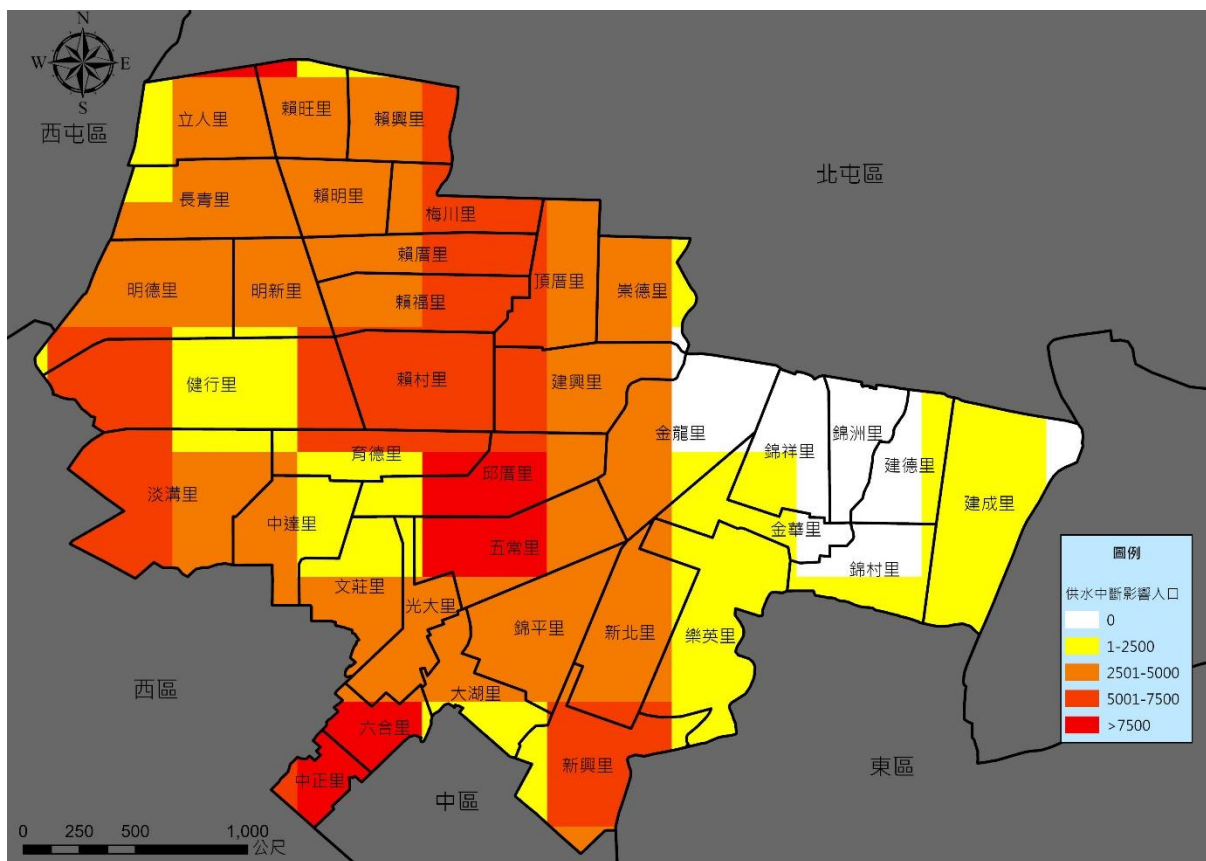 N
W E
S
西屯區
北屯區
立人里
賴旺里
賴興里
長青里
賴明里
梅川里
賴厝里
明德里
明新里
賴福里
頂厝里
崇德里
健行里
賴村里
建興里
金龍里
錦祥里
錦洲里
建德里
育德里
邱厝里
淡溝里
中達里
五常里
金華里
建成里
錦村里
文莊里
光大里
錦平里
新北里
樂英里
大湖里
六合里
新興里
中正里
西區
中區
東區
圖例
供水中斷影響人口
0
1-2500
2501-5000
5001-7500
>7500
0 250 500 1,000
公尺